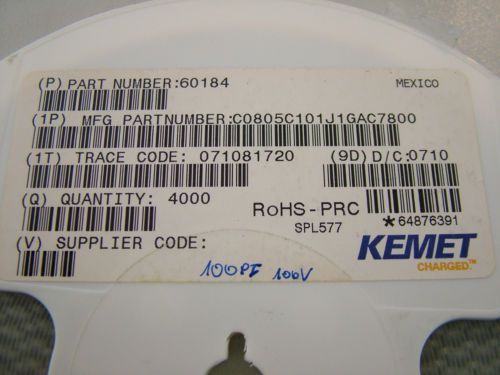 (P) PART NUMBER:60184
MEXICO
(1P) MFG PARTNUMBER:C0805C101J1GAC7800
(1T) TRACE CODE: 071081720
(9D) D/C:0710
(Q) QUANTITY: 4000
RoHS-PRC
SPL577
*64876391
(V) SUPPLIER CODE:
KEMET
CHARGED.™
100PF 100V